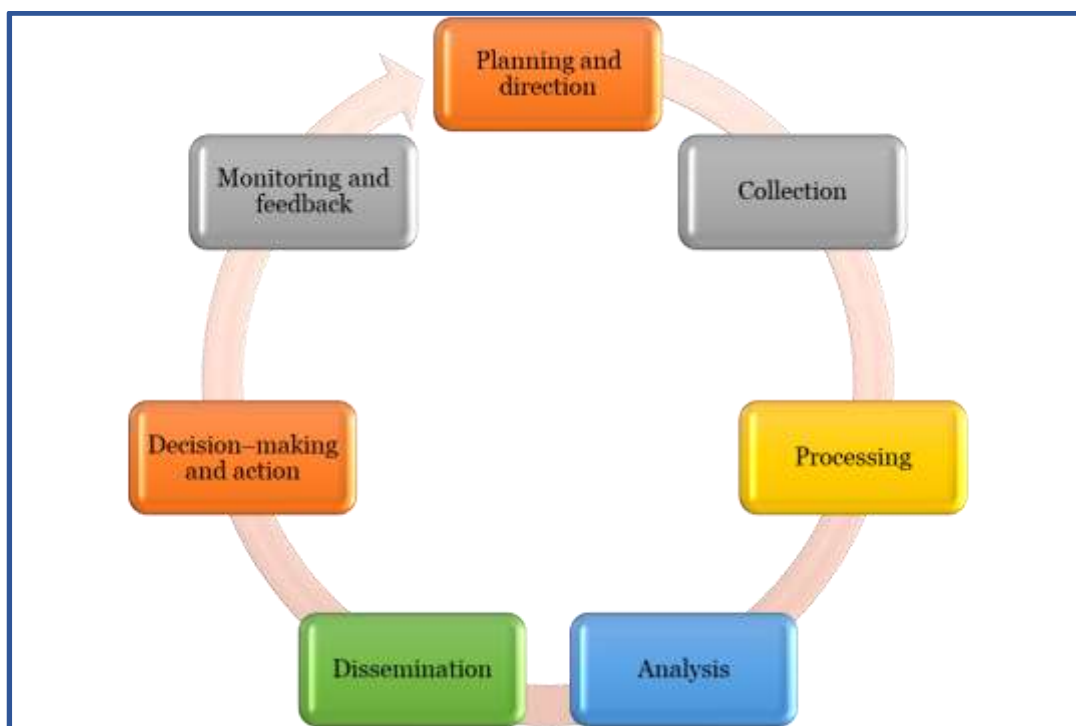 Planning and
direction
Collection
Processing
Analysis
Dissemination
Decision–making
and action
Monitoring and
feedback